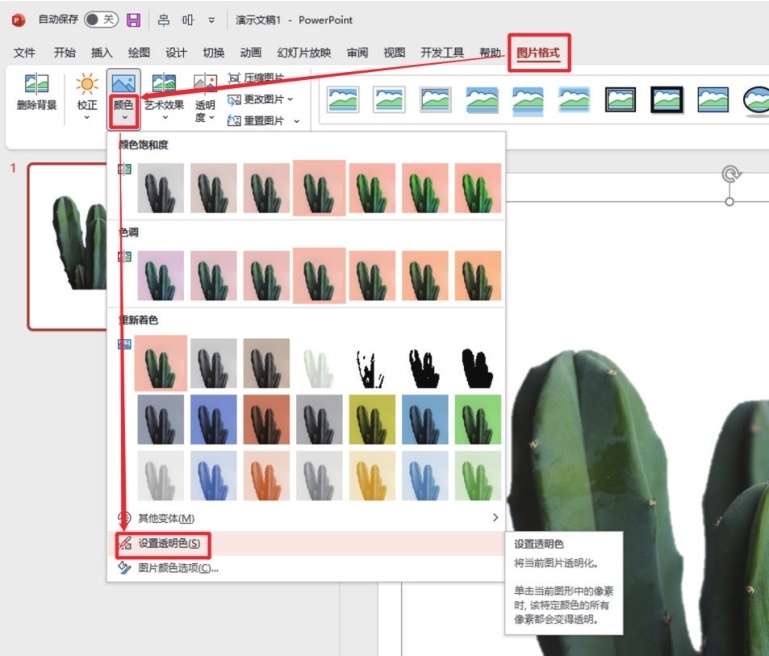 自动保存 关 演示文稿1 - PowerPoint
文件 开始 插入 绘图 设计 切换 动画 幻灯片放映 审阅 视图 开发工具 帮助 图片格式
删除背景 校正 颜色 艺术效果 透明度
压缩图片
更改图片
重置图片
颜色饱和度
1
色调
重新着色
其他变体(M)
设置透明色(S)
图片颜色选项(C)...
设置透明色
将当前图片透明化。
单击当前图形中的像素
时, 该特定颜色的所有
像素都会变得透明。